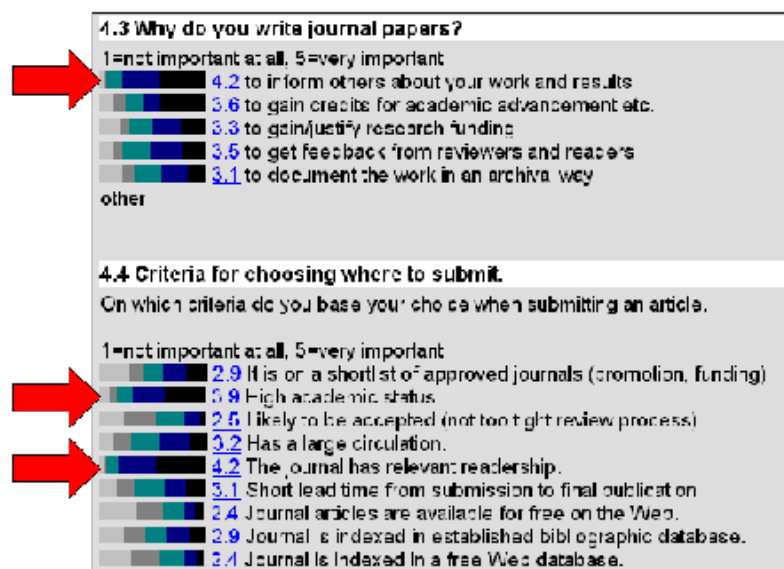 4.3 Why do you write journal papers?
1=not important at all, 5=very important
4.2 to inform others about your work and results
3.6 to gain credits for academic advancement etc.
3.3 to gain/justify research funding
3.5 to get feedback from reviewers and readers
3.1 to document the work in an archival way
other
4.4 Criteria for choosing where to submit.
On which criteria do you base your choice when submitting an article.
1=not important at all, 5=very important
2.9 It is on a shortlist of approved journals (promotion, funding)
3.9 High academic status
2.5 Likely to be accepted (not too tight review process)
3.2 Has a large circulation.
4.2 The journal has relevant readership.
3.1 Short lead time from submission to final publication
2.4 Journal articles are available for free on the Web.
2.9 Journal is indexed in established bibliographic database.
2.4 Journal is indexed in a free Web database.